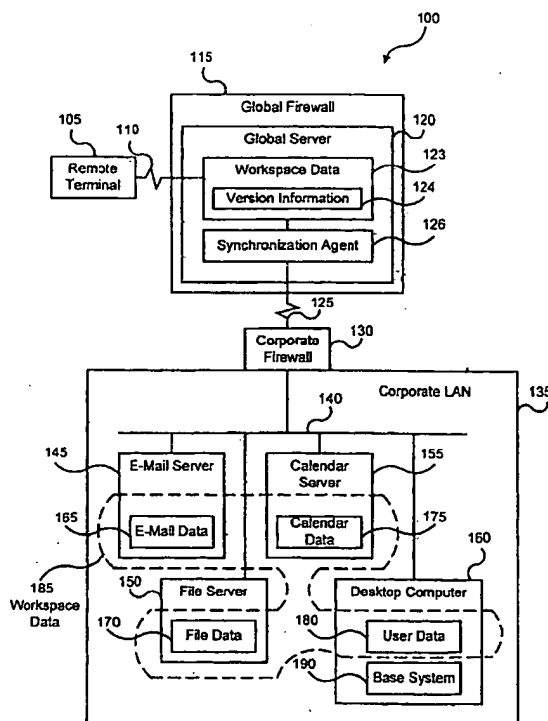 100
115
Global Firewall
120
Global Server
105
110
123
Remote
Terminal
Workspace Data
124
Version Information
126
Synchronization Agent
125
130
Corporate
Firewall
Corporate LAN
135
140
145
E-Mail Server
Calendar
Server
155
165
E-Mail Data
Calendar
Data
175
160
185
Workspace
Data
150
File Server
Desktop Computer
170
File Data
180
User Data
190
Base System